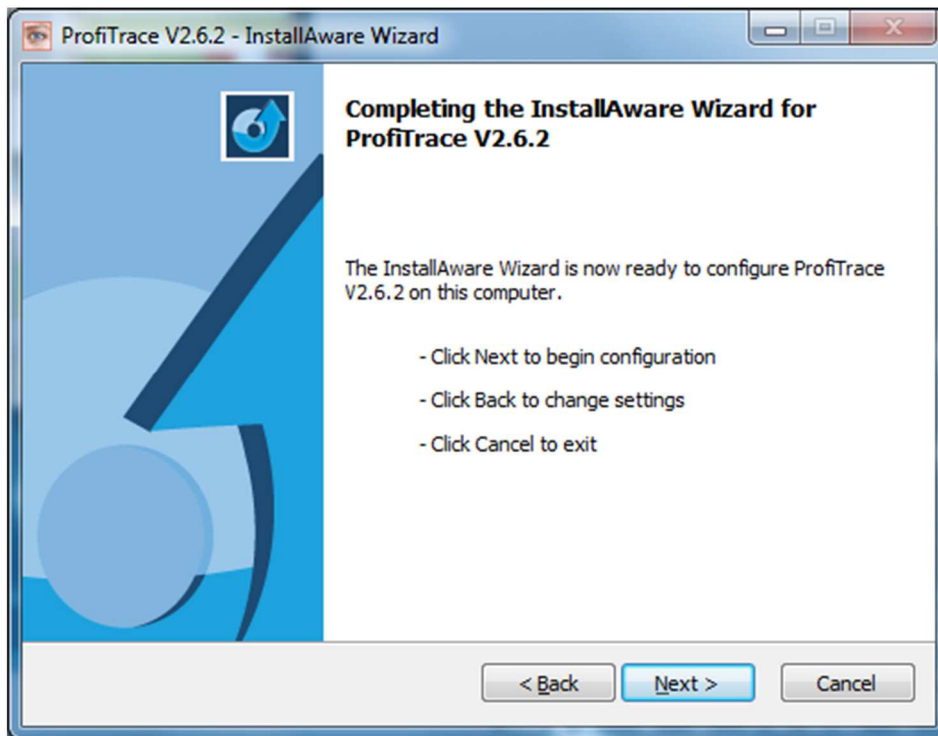 ProfiTrace V2.6.2 - InstallAware Wizard
Completing the InstallAware Wizard for
ProfiTrace V2.6.2
The InstallAware Wizard is now ready to configure ProfiTrace
V2.6.2 on this computer.
- Click Next to begin configuration
- Click Back to change settings
- Click Cancel to exit
< Back
Next >
Cancel